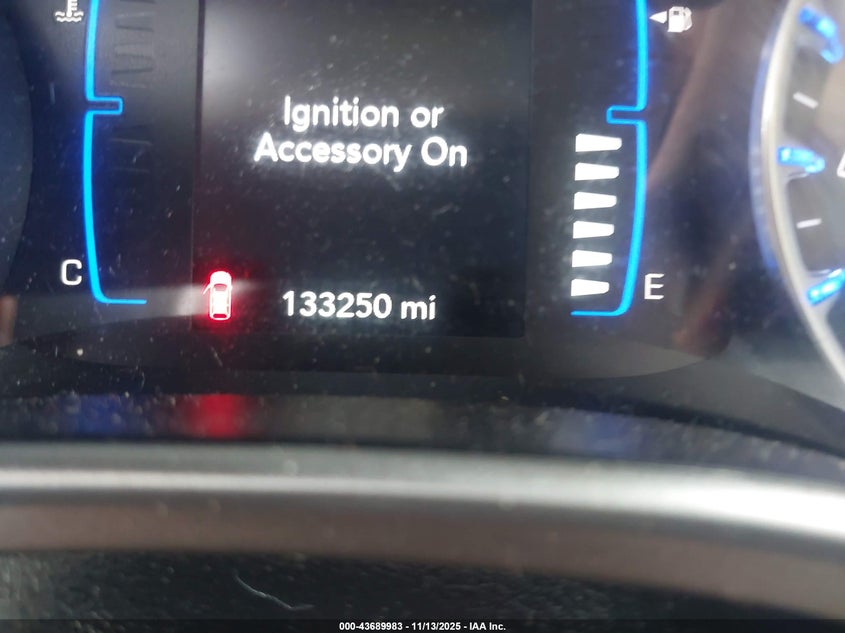 Ignition or
Accessory On
C
E
133250 mi
000-43689983 - 11/13/2025 - IAA Inc.